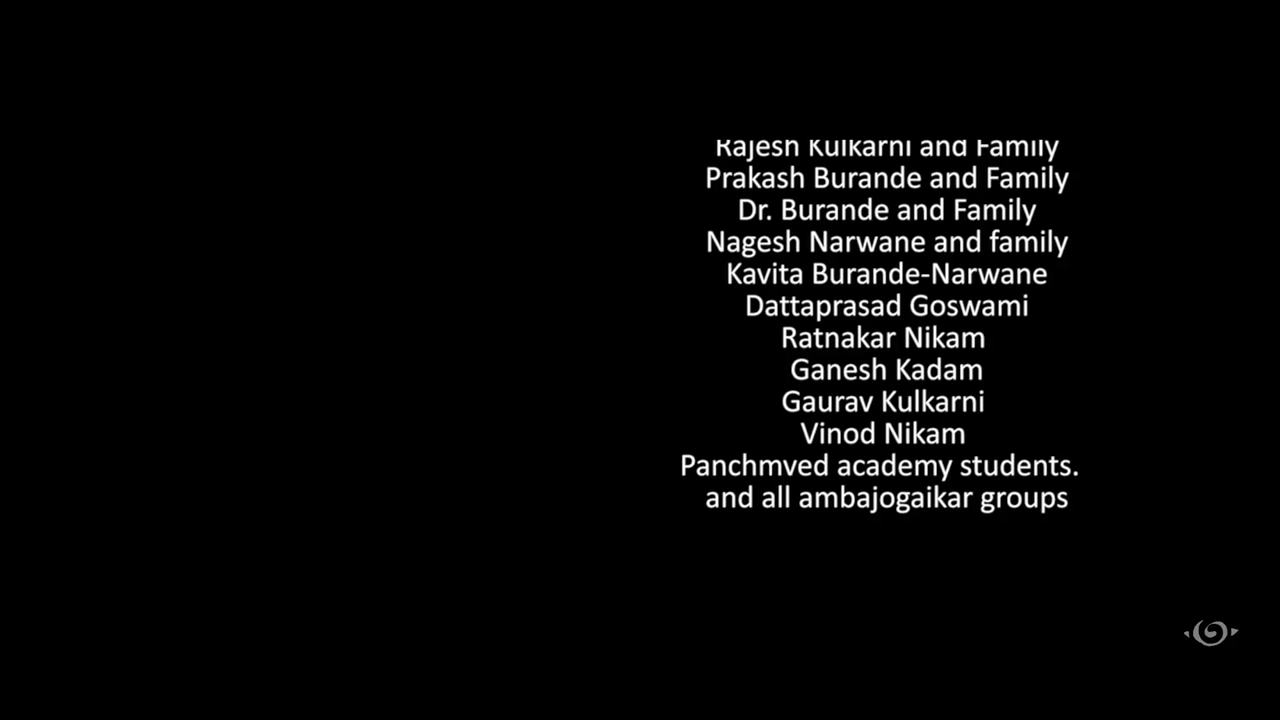 Rajesh Kulkarni and Family
Prakash Burande and Family
Dr. Burande and Family
Nagesh Narwane and family
Kavita Burande-Narwane
Dattaprasad Goswami
Ratnakar Nikam
Ganesh Kadam
Gaurav Kulkarni
Vinod Nikam
Panchmved academy students.
and all ambajogaikar groups